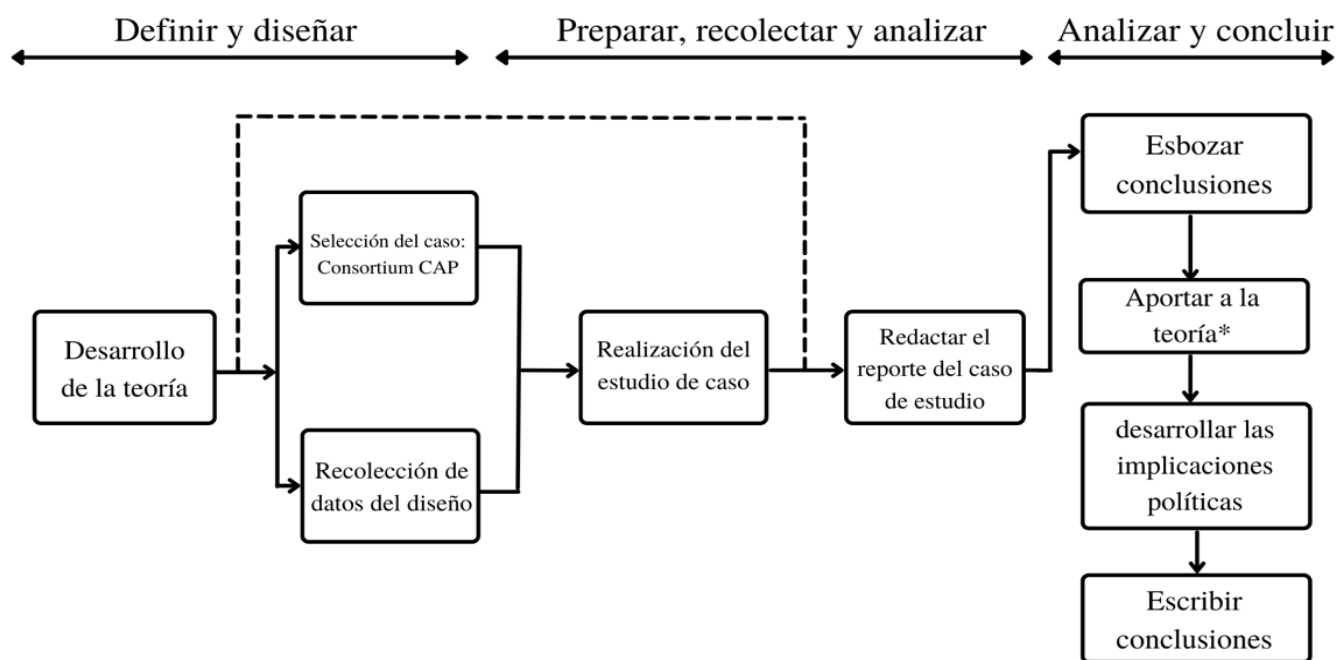 Definir y diseñar
Preparar, recolectar y analizar
Analizar y concluir
Desarrollo
de la teoría
Selección del caso:
Consortium CAP
Recolección de
datos del diseño
Realización del
estudio de caso
Redactar el
reporte del caso
de estudio
Esbozar
conclusiones
Aportar a la
teoría*
desarrollar las
implicaciones
políticas
Escribir
conclusiones